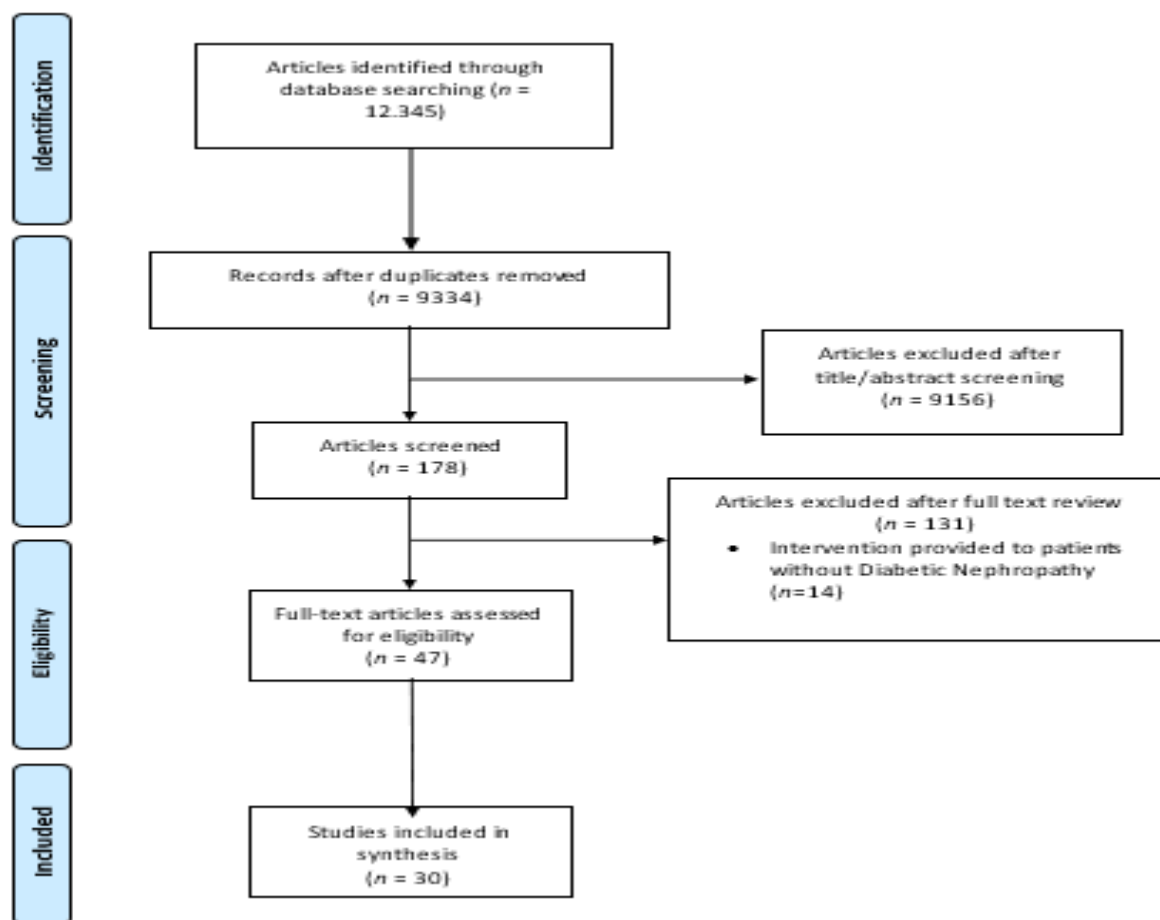 Identification
Articles identified through
database searching (n =
12.345)
Records after duplicates removed
(n = 9334)
Screening
Articles excluded after
title/abstract screening
(n = 9156)
Articles screened
(n = 178)
Articles excluded after full text review
(n = 131)
• Intervention provided to patients
without Diabetic Nephropathy
(n=14)
Eligibility
Full-text articles assessed
for eligibility
(n = 47)
Included
Studies included in
synthesis
(n = 30)